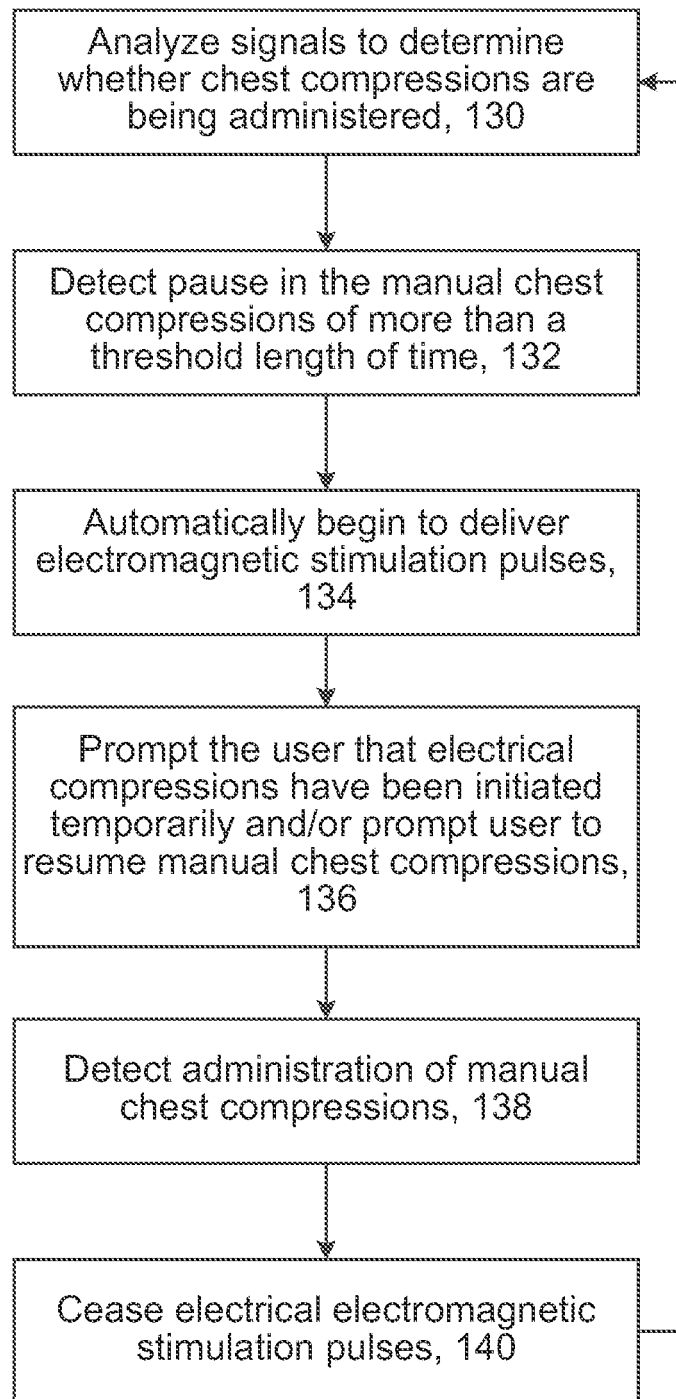 Analyze signals to determine
whether chest compressions are
being administered, 130
Detect pause in the manual chest
compressions of more than a
threshold length of time, 132
Automatically begin to deliver
electromagnetic stimulation pulses,
134
Prompt the user that electrical
compressions have been initiated
temporarily and/or prompt user to
resume manual chest compressions,
136
Detect administration of manual
chest compressions, 138
Cease electrical electromagnetic
stimulation pulses, 140